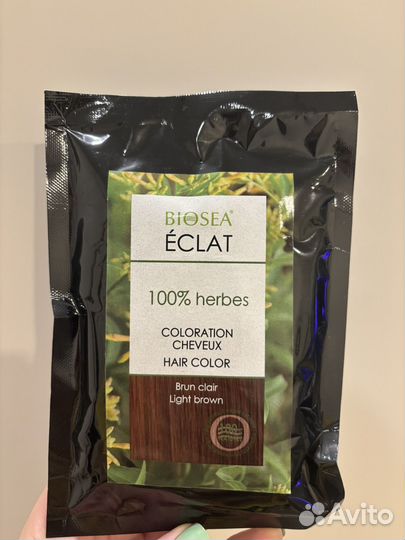 BIOSEA®
ÉCLAT
100% herbes
COLORATION
CHEVEUX
HAIR COLOR
Brun clair
Light brown
Avito